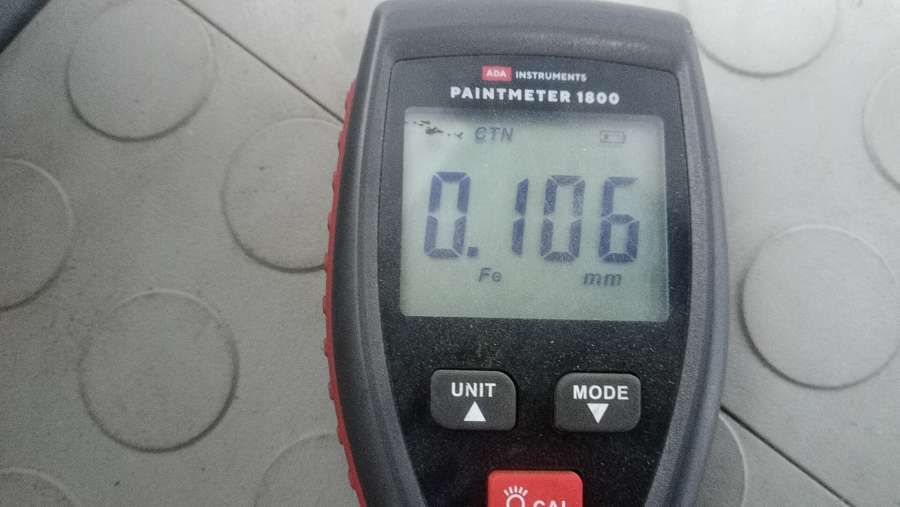 ADA INSTRUMENTS
PAINTMETER 1800
CTN
0.106
Fe mm
UNIT MODE
CAL